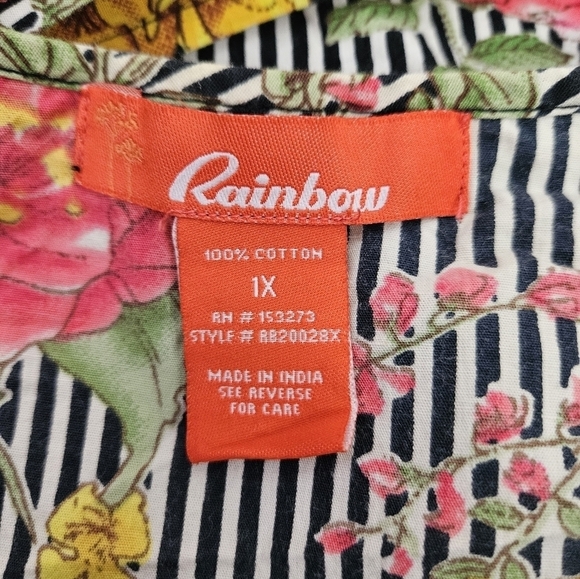 Rainbow
100% COTTON
1X
RN # 153273
STYLE # RB20028X
MADE IN INDIA
SEE REVERSE
FOR CARE